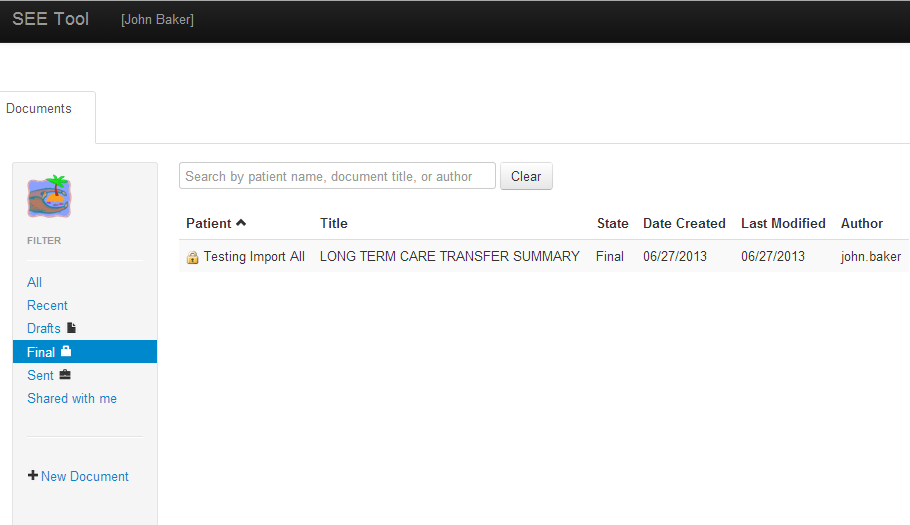 SEE Tool [John Baker]
Documents
Search by patient name, document title, or author Clear
FILTER
All
Recent
Drafts
Final
Sent
Shared with me
New Document
Patient Title State Date Created Last Modified Author
Testing Import All LONG TERM CARE TRANSFER SUMMARY Final 06/27/2013 06/27/2013 john.baker